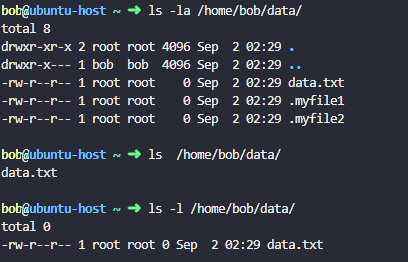 bob@ubuntu-host ~ ➜ ls -la /home/bob/data/
total 8
drwxr-xr-x 2 root root 4096 Sep  2 02:29 .
drwxr-x--- 1 bob  bob  4096 Sep  2 02:29 ..
-rw-r--r-- 1 root root    0 Sep  2 02:29 data.txt
-rw-r--r-- 1 root root    0 Sep  2 02:29 .myfile1
-rw-r--r-- 1 root root    0 Sep  2 02:29 .myfile2
bob@ubuntu-host ~ ➜ ls  /home/bob/data/
data.txt
bob@ubuntu-host ~ ➜ ls -l /home/bob/data/
total 0
-rw-r--r-- 1 root root 0 Sep  2 02:29 data.txt